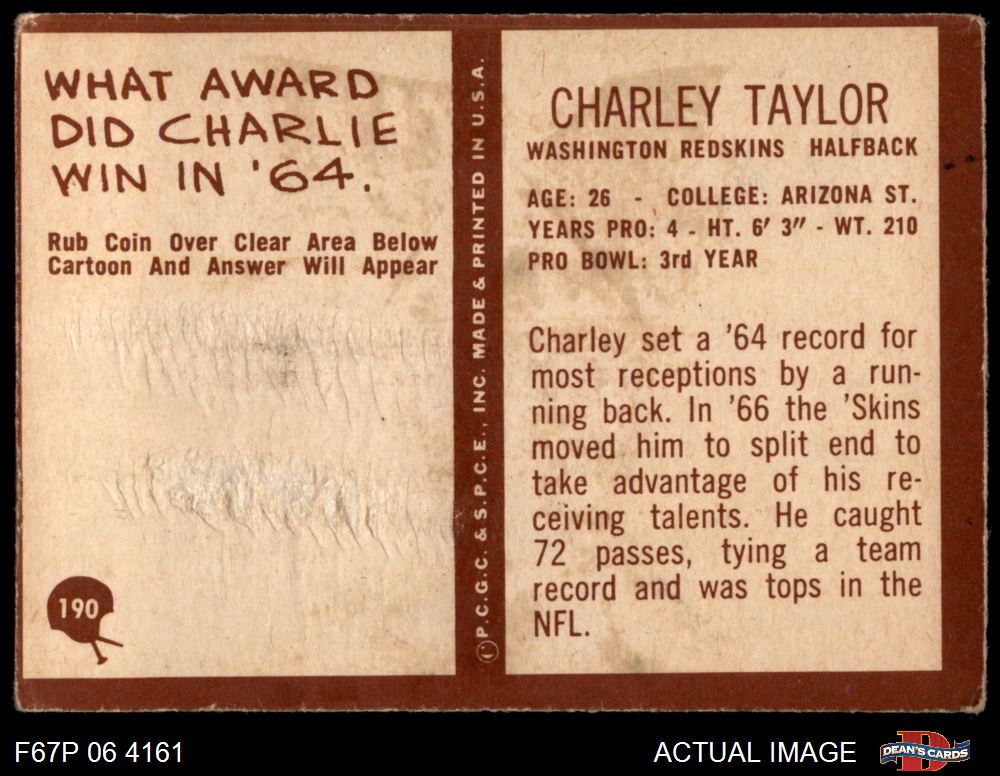 WHAT AWARD
DID CHARLIE
WIN IN '64.
Rub Coin Over Clear Area Below
Cartoon And Answer Will Appear
190
©P.C.G.C. & S.P.C.E., INC. MADE & PRINTED IN U.S.A.
CHARLEY TAYLOR
WASHINGTON REDSKINS HALFBACK
AGE: 26 - COLLEGE: ARIZONA ST.
YEARS PRO: 4 - HT. 6' 3" - WT. 210
PRO BOWL: 3rd YEAR
Charley set a '64 record for
most receptions by a run-
ning back. In '66 the 'Skins
moved him to split end to
take advantage of his re-
ceiving talents. He caught
72 passes, tying a team
record and was tops in the
NFL.
F67P 06 4161
ACTUAL IMAGE
DEAN'S CARDS